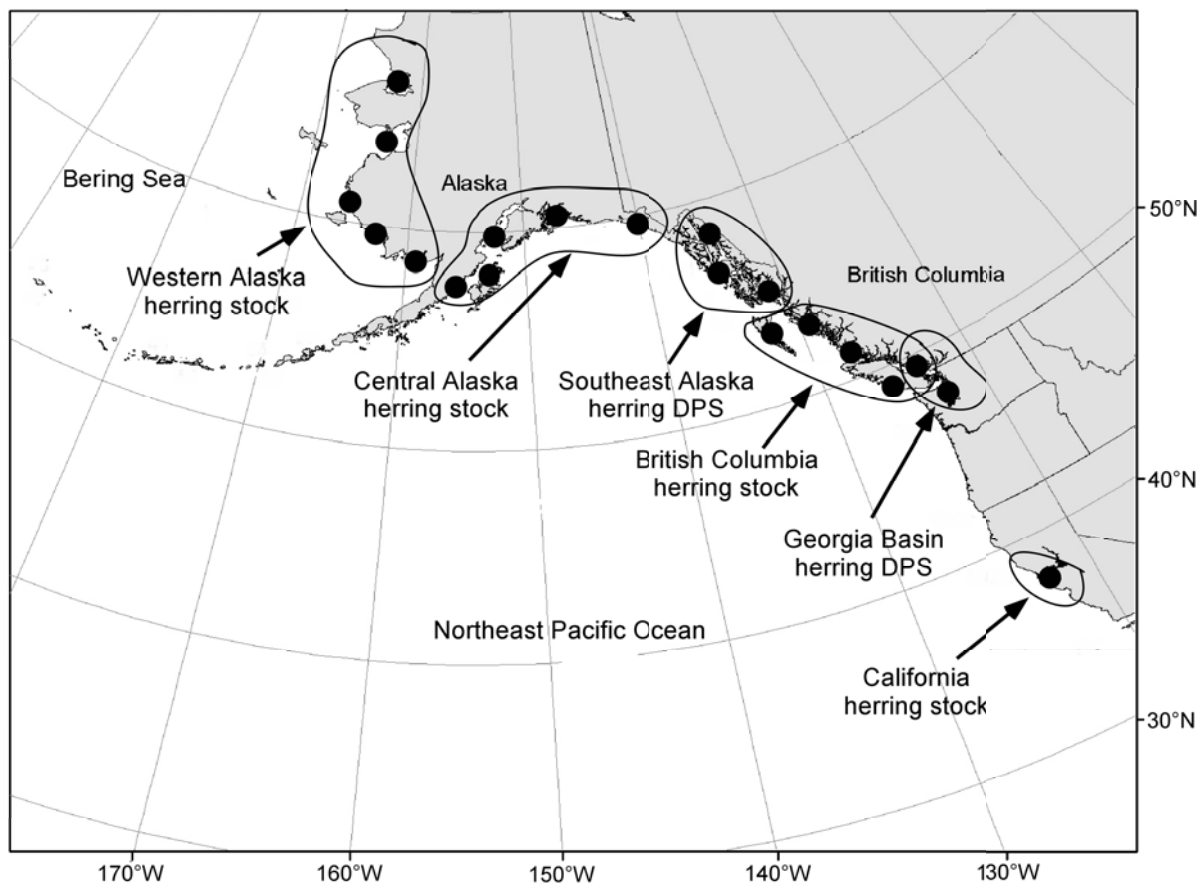 Bering Sea
Alaska
50°N
Western Alaska
herring stock
British Columbia
Central Alaska
herring stock
Southeast Alaska
herring DPS
British Columbia
herring stock
40°N
Georgia Basin
herring DPS
Northeast Pacific Ocean
California
herring stock
30°N
170°W
160°W
150°W
140°W
130°W